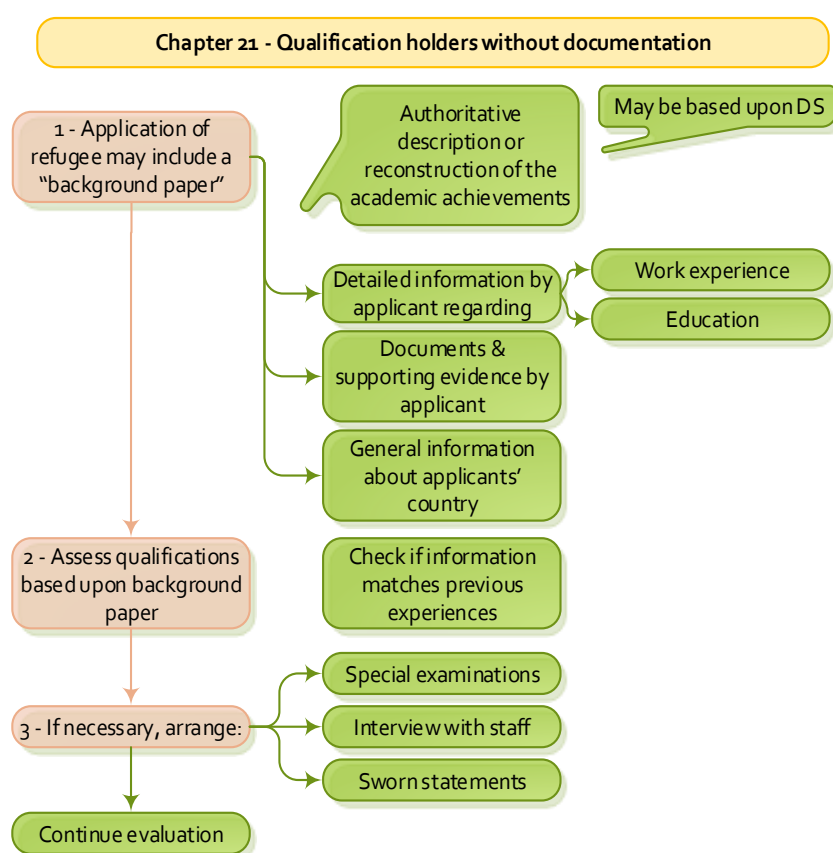 Chapter 21 - Qualification holders without documentation
1 - Application of
refugee may include a
“background paper”
Authoritative
description or
reconstruction of the
academic achievements
May be based upon DS
Detailed information by
applicant regarding
Work experience
Education
Documents &
supporting evidence by
applicant
General information
about applicants’
country
2 - Assess qualifications
based upon background
paper
Check if information
matches previous
experiences
3 - If necessary, arrange:
Special examinations
Interview with staff
Sworn statements
Continue evaluation